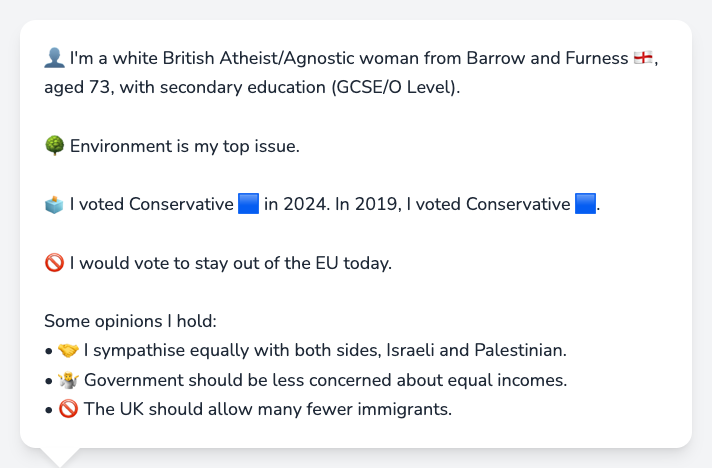 👤 I'm a white British Atheist/Agnostic woman from Barrow and Furness 🏴󠁧󠁢󠁥󠁮󠁧󠁿,
aged 73, with secondary education (GCSE/O Level).
🌳 Environment is my top issue.
🗳️ I voted Conservative 🟦 in 2024. In 2019, I voted Conservative 🟦.
🚫 I would vote to stay out of the EU today.
Some opinions I hold:
• 🤝 I sympathise equally with both sides, Israeli and Palestinian.
• 🤷 Government should be less concerned about equal incomes.
• 🚫 The UK should allow many fewer immigrants.